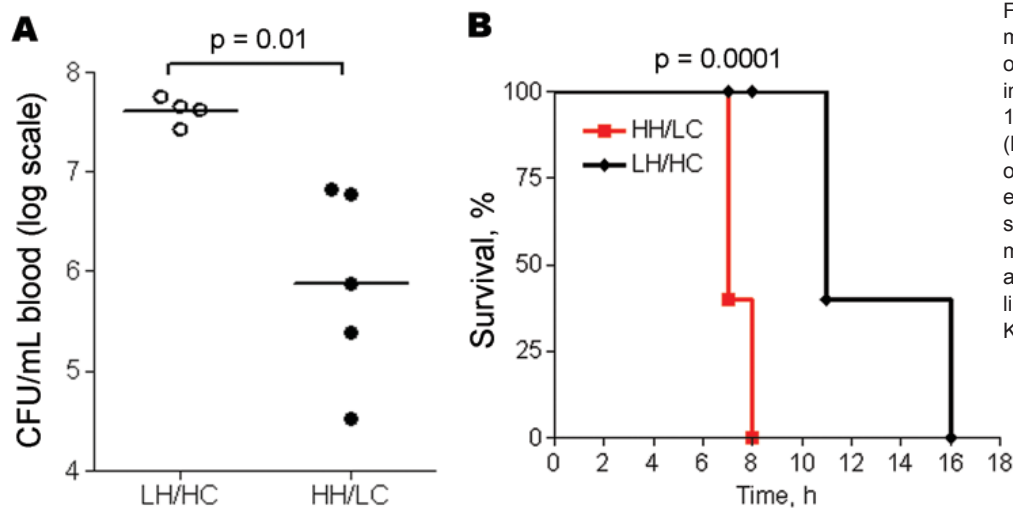 A
p = 0.01
CFU/mL blood (log scale)
8
7
6
5
4
LH/HC
HH/LC
B
p = 0.0001
Survival, %
100
75
50
25
0
HH/LC
LH/HC
0 2 4 6 8 10 12 14 16 18
Time, h